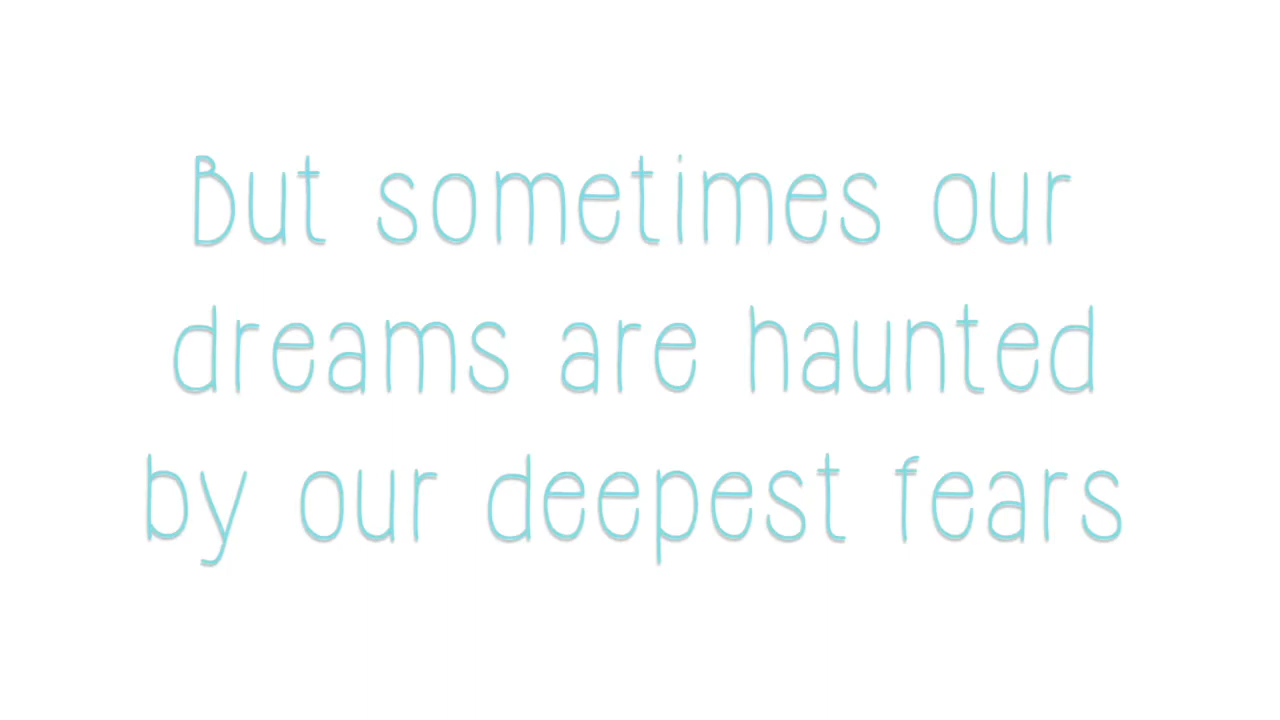 But sometimes our
dreams are haunted
by our deepest fears